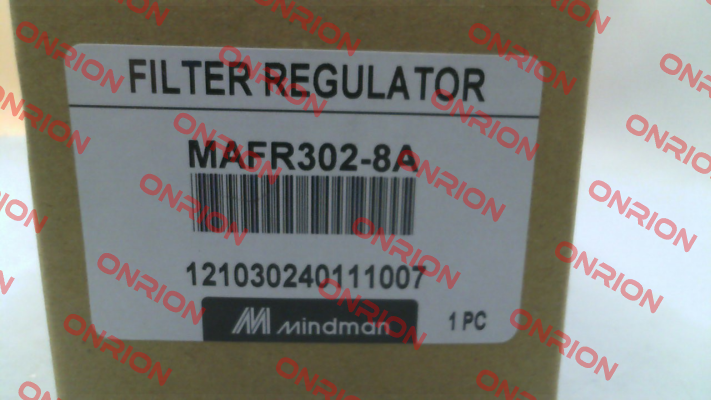 FILTER REGULATOR
MAFR302-8A
121030240111007
mindman
1 PC
ONRION